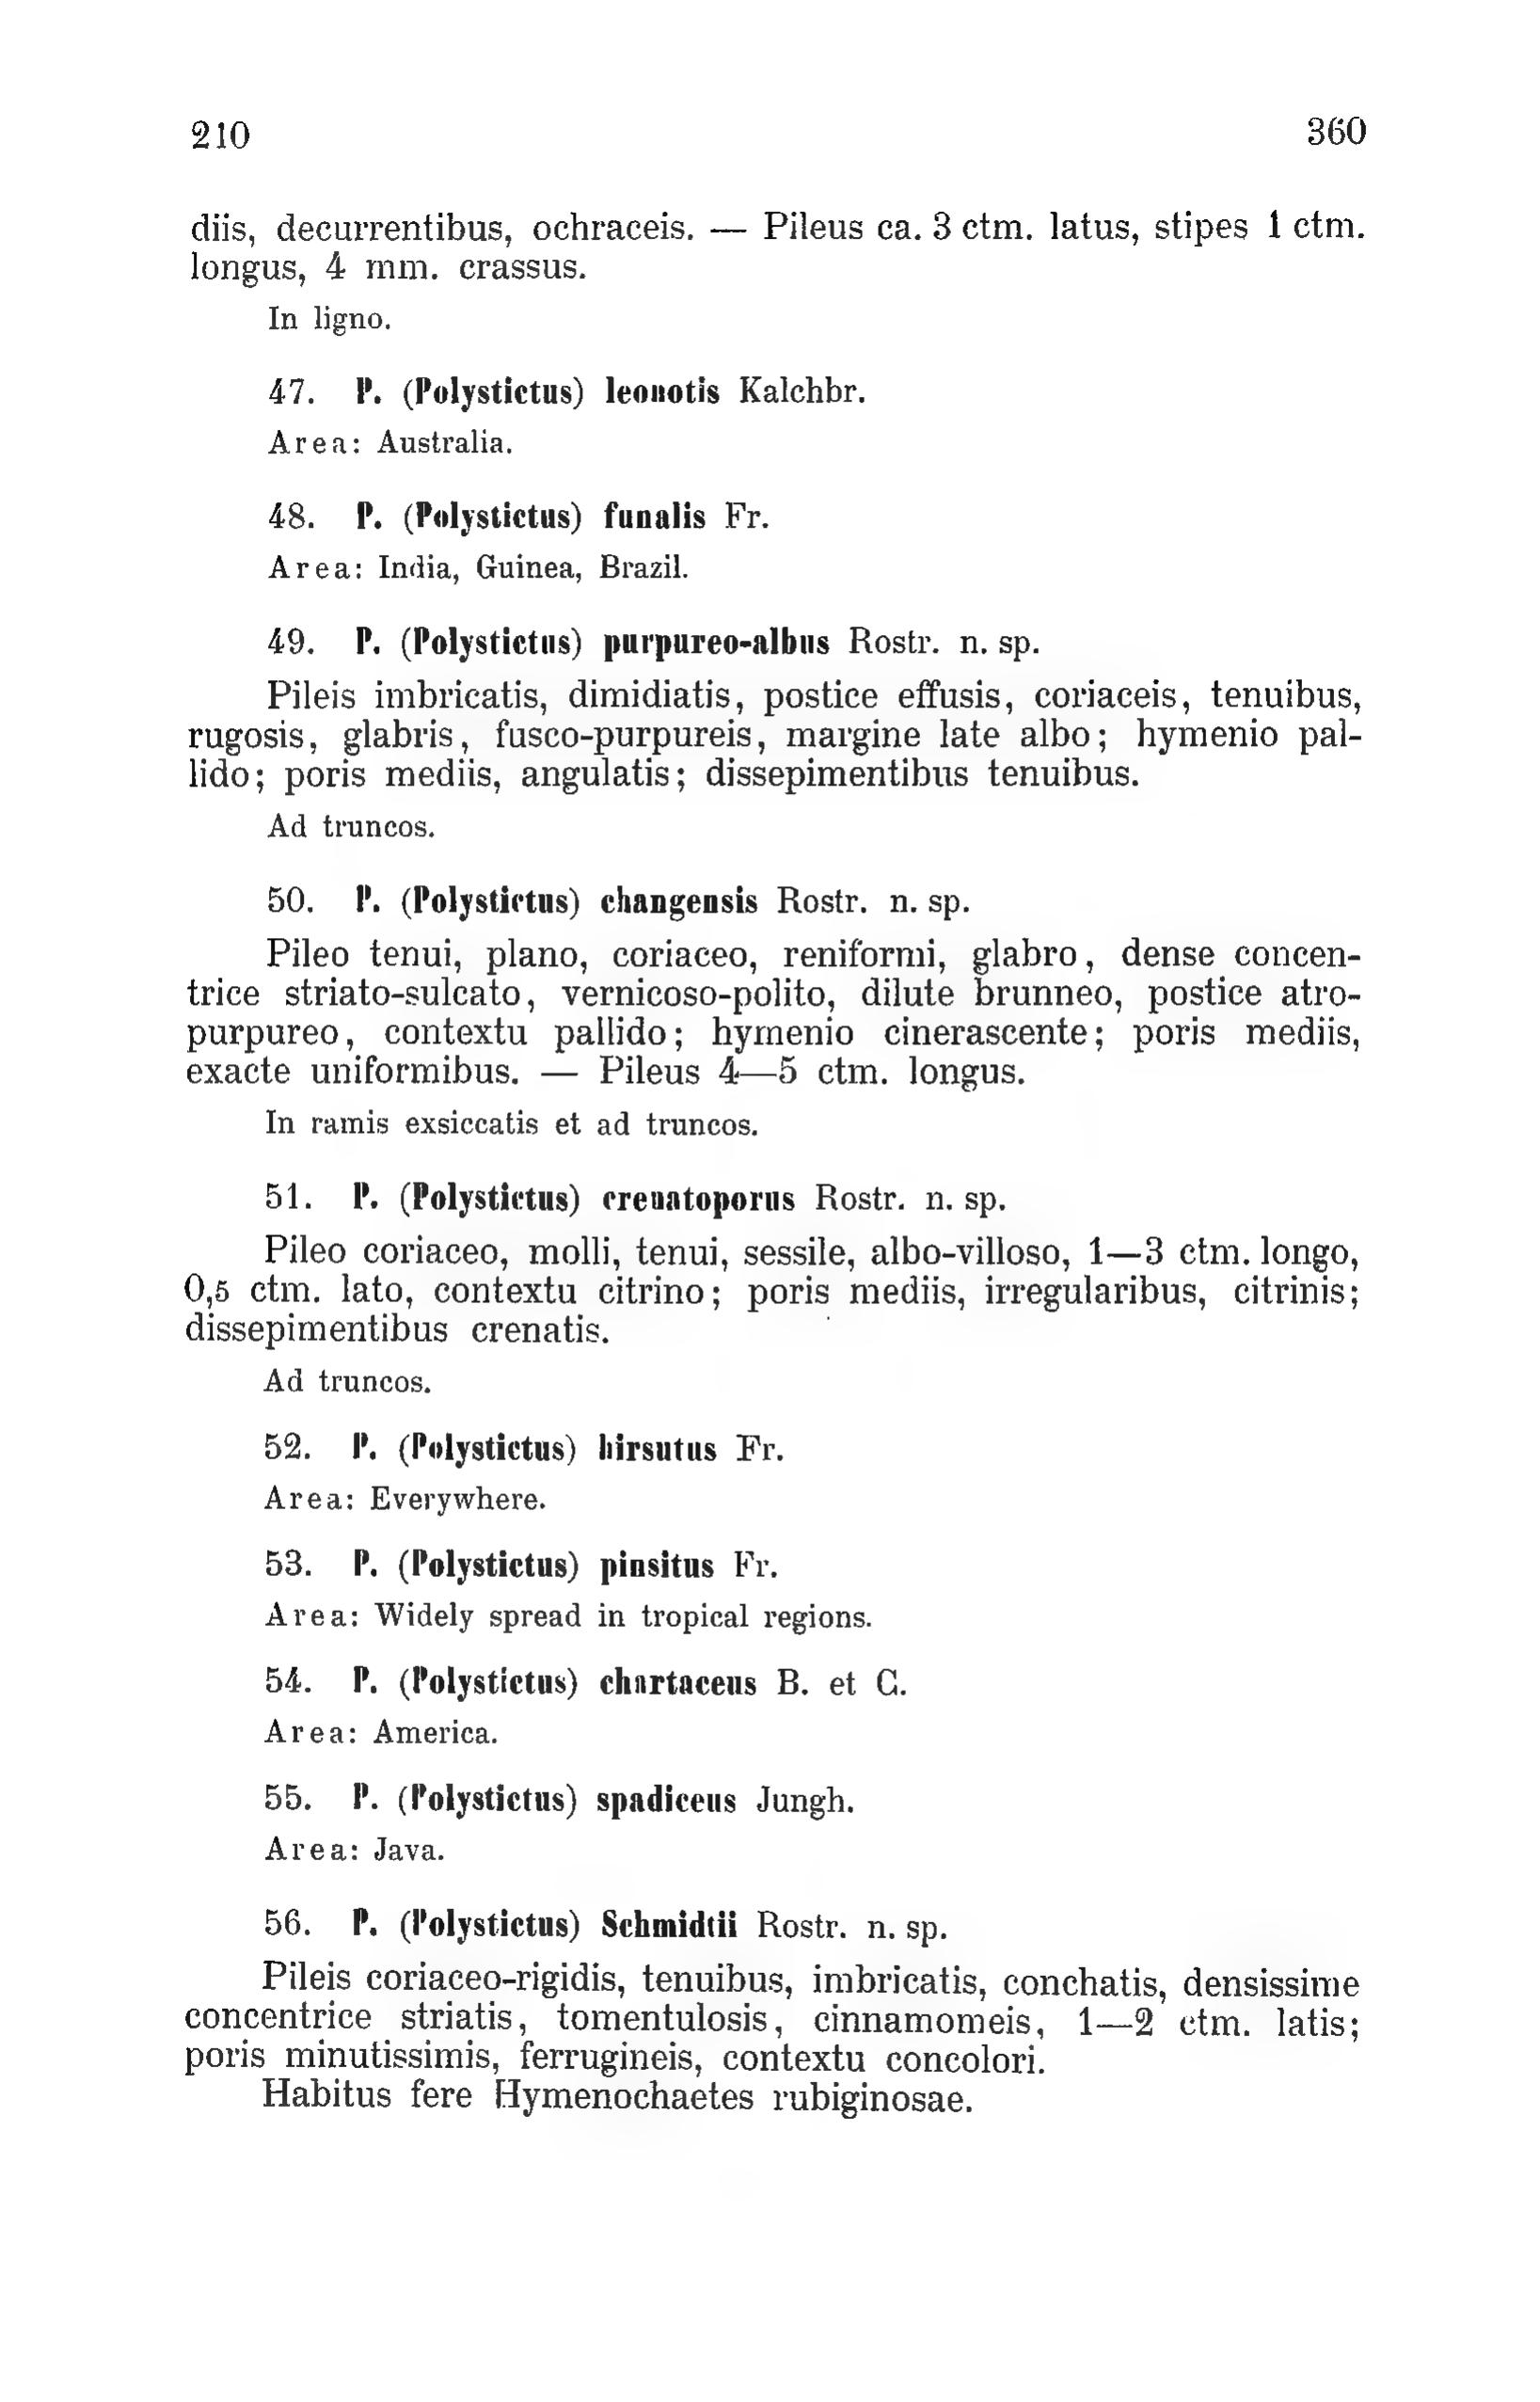 210 360
diis, decurrentibus, ochraceis. — Pileus ca. 3 ctm. latus, stipes 1 ctm.
longus, 4 mm. crassus.
In ligno.
47. P. (Polystictus) leonotis Kalchbr.
Area: Australia.
48. P. (Polystictus) funalis Fr.
Area: India, Guinea, Brazil.
49. P. (Polystictus) purpureo-albus Rostr. n. sp.
Pileis imbricatis, dimidiatis, postice effusis, coriaceis, tenuibus,
rugosis, glabris, fusco-purpureis, margine late albo; hymenio pal-
lido; poris mediis, angulatis; dissepimentibus tenuibus.
Ad truncos.
50. P. (Polystictus) changensis Rostr. n. sp.
Pileo tenui, plano, coriaceo, reniformi, glabro, dense concen-
trice striato-sulcato, vernicoso-polito, dilute brunneo, postice atro-
purpureo, contextu pallido; hymenio cinerascente; poris mediis,
exacte uniformibus. — Pileus 4—5 ctm. longus.
In ramis exsiccatis et ad truncos.
51. P. (Polystictus) crenatoporus Rostr. n. sp.
Pileo coriaceo, molli, tenui, sessile, albo-villoso, 1—3 ctm. longo,
0,5 ctm. lato, contextu citrino; poris mediis, irregularibus, citrinis;
dissepimentibus crenatis.
Ad truncos.
52. P. (Polystictus) hirsutus Fr.
Area: Everywhere.
53. P. (Polystictus) pinsitus Fr.
Area: Widely spread in tropical regions.
54. P. (Polystictus) chartaceus B. et C.
Area: America.
55. P. (Polystictus) spadiceus Jungh.
Area: Java.
56. P. (Polystictus) Schmidtii Rostr. n. sp.
Pileis coriaceo-rigidis, tenuibus, imbricatis, conchatis, densissime
concentrice striatis, tomentulosis, cinnamomeis, 1—2 ctm. latis;
poris minutissimis, ferrugineis, contextu concolori.
Habitus fere Hymenochaetes rubiginosae.